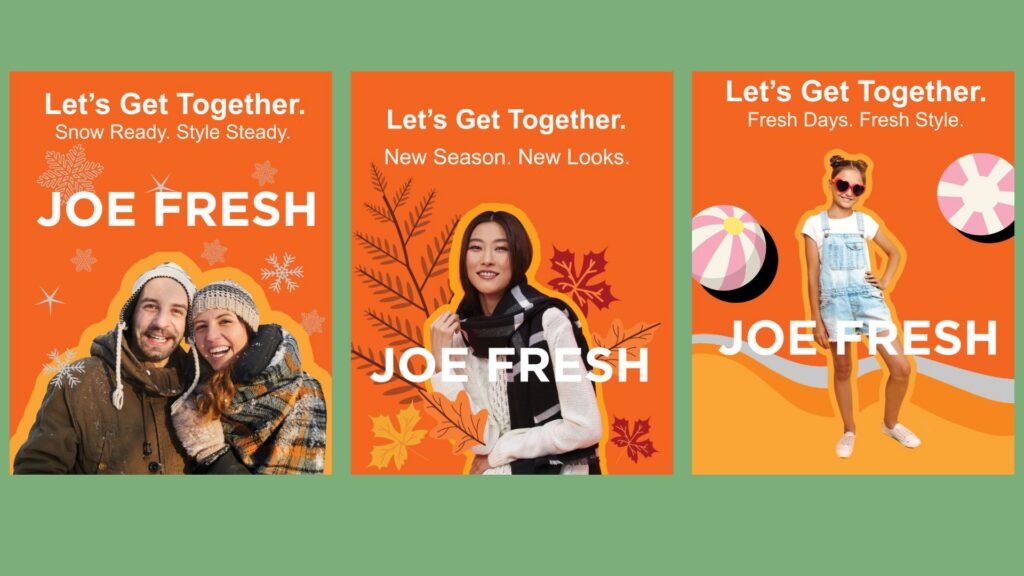 Let’s Get Together.
Snow Ready. Style Steady.
JOE FRESH
Let’s Get Together.
New Season. New Looks.
JOE FRESH
Let’s Get Together.
Fresh Days. Fresh Style.
JOE FRESH